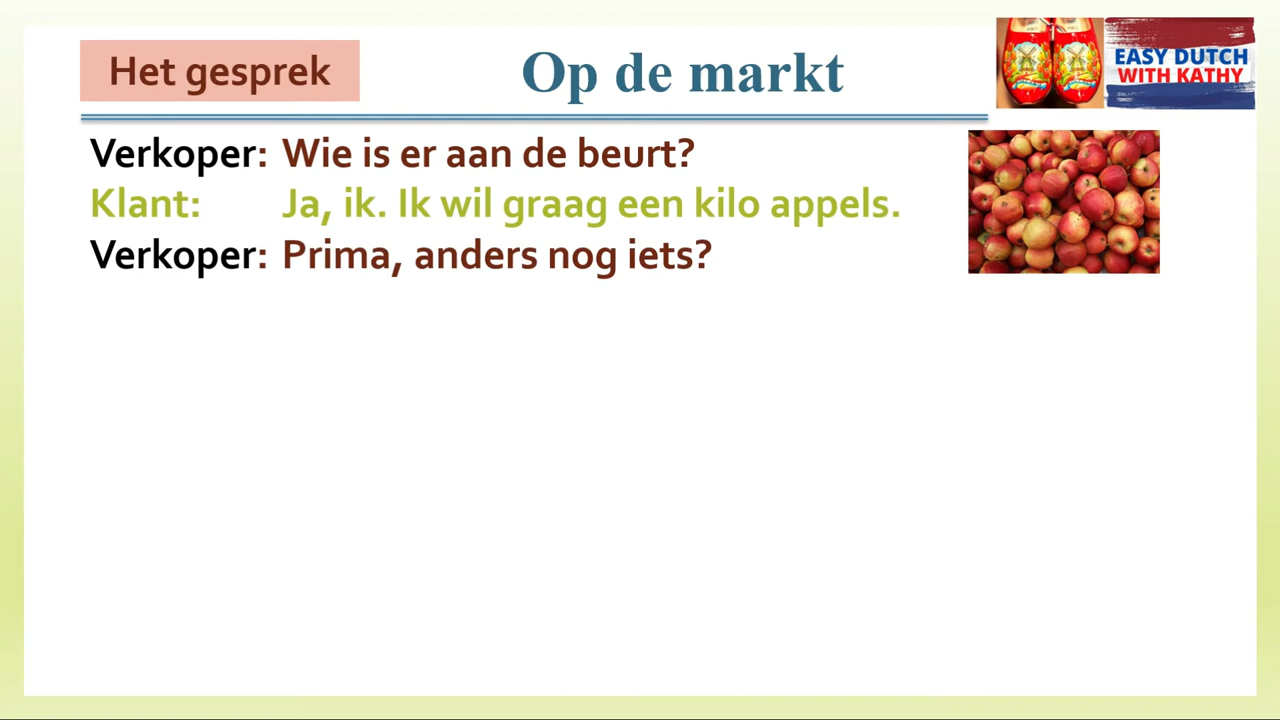 Het gesprek
Op de markt
EASY DUTCH
WITH KATHY
Verkoper: Wie is er aan de beurt?
Klant: Ja, ik. Ik wil graag een kilo appels.
Verkoper: Prima, anders nog iets?